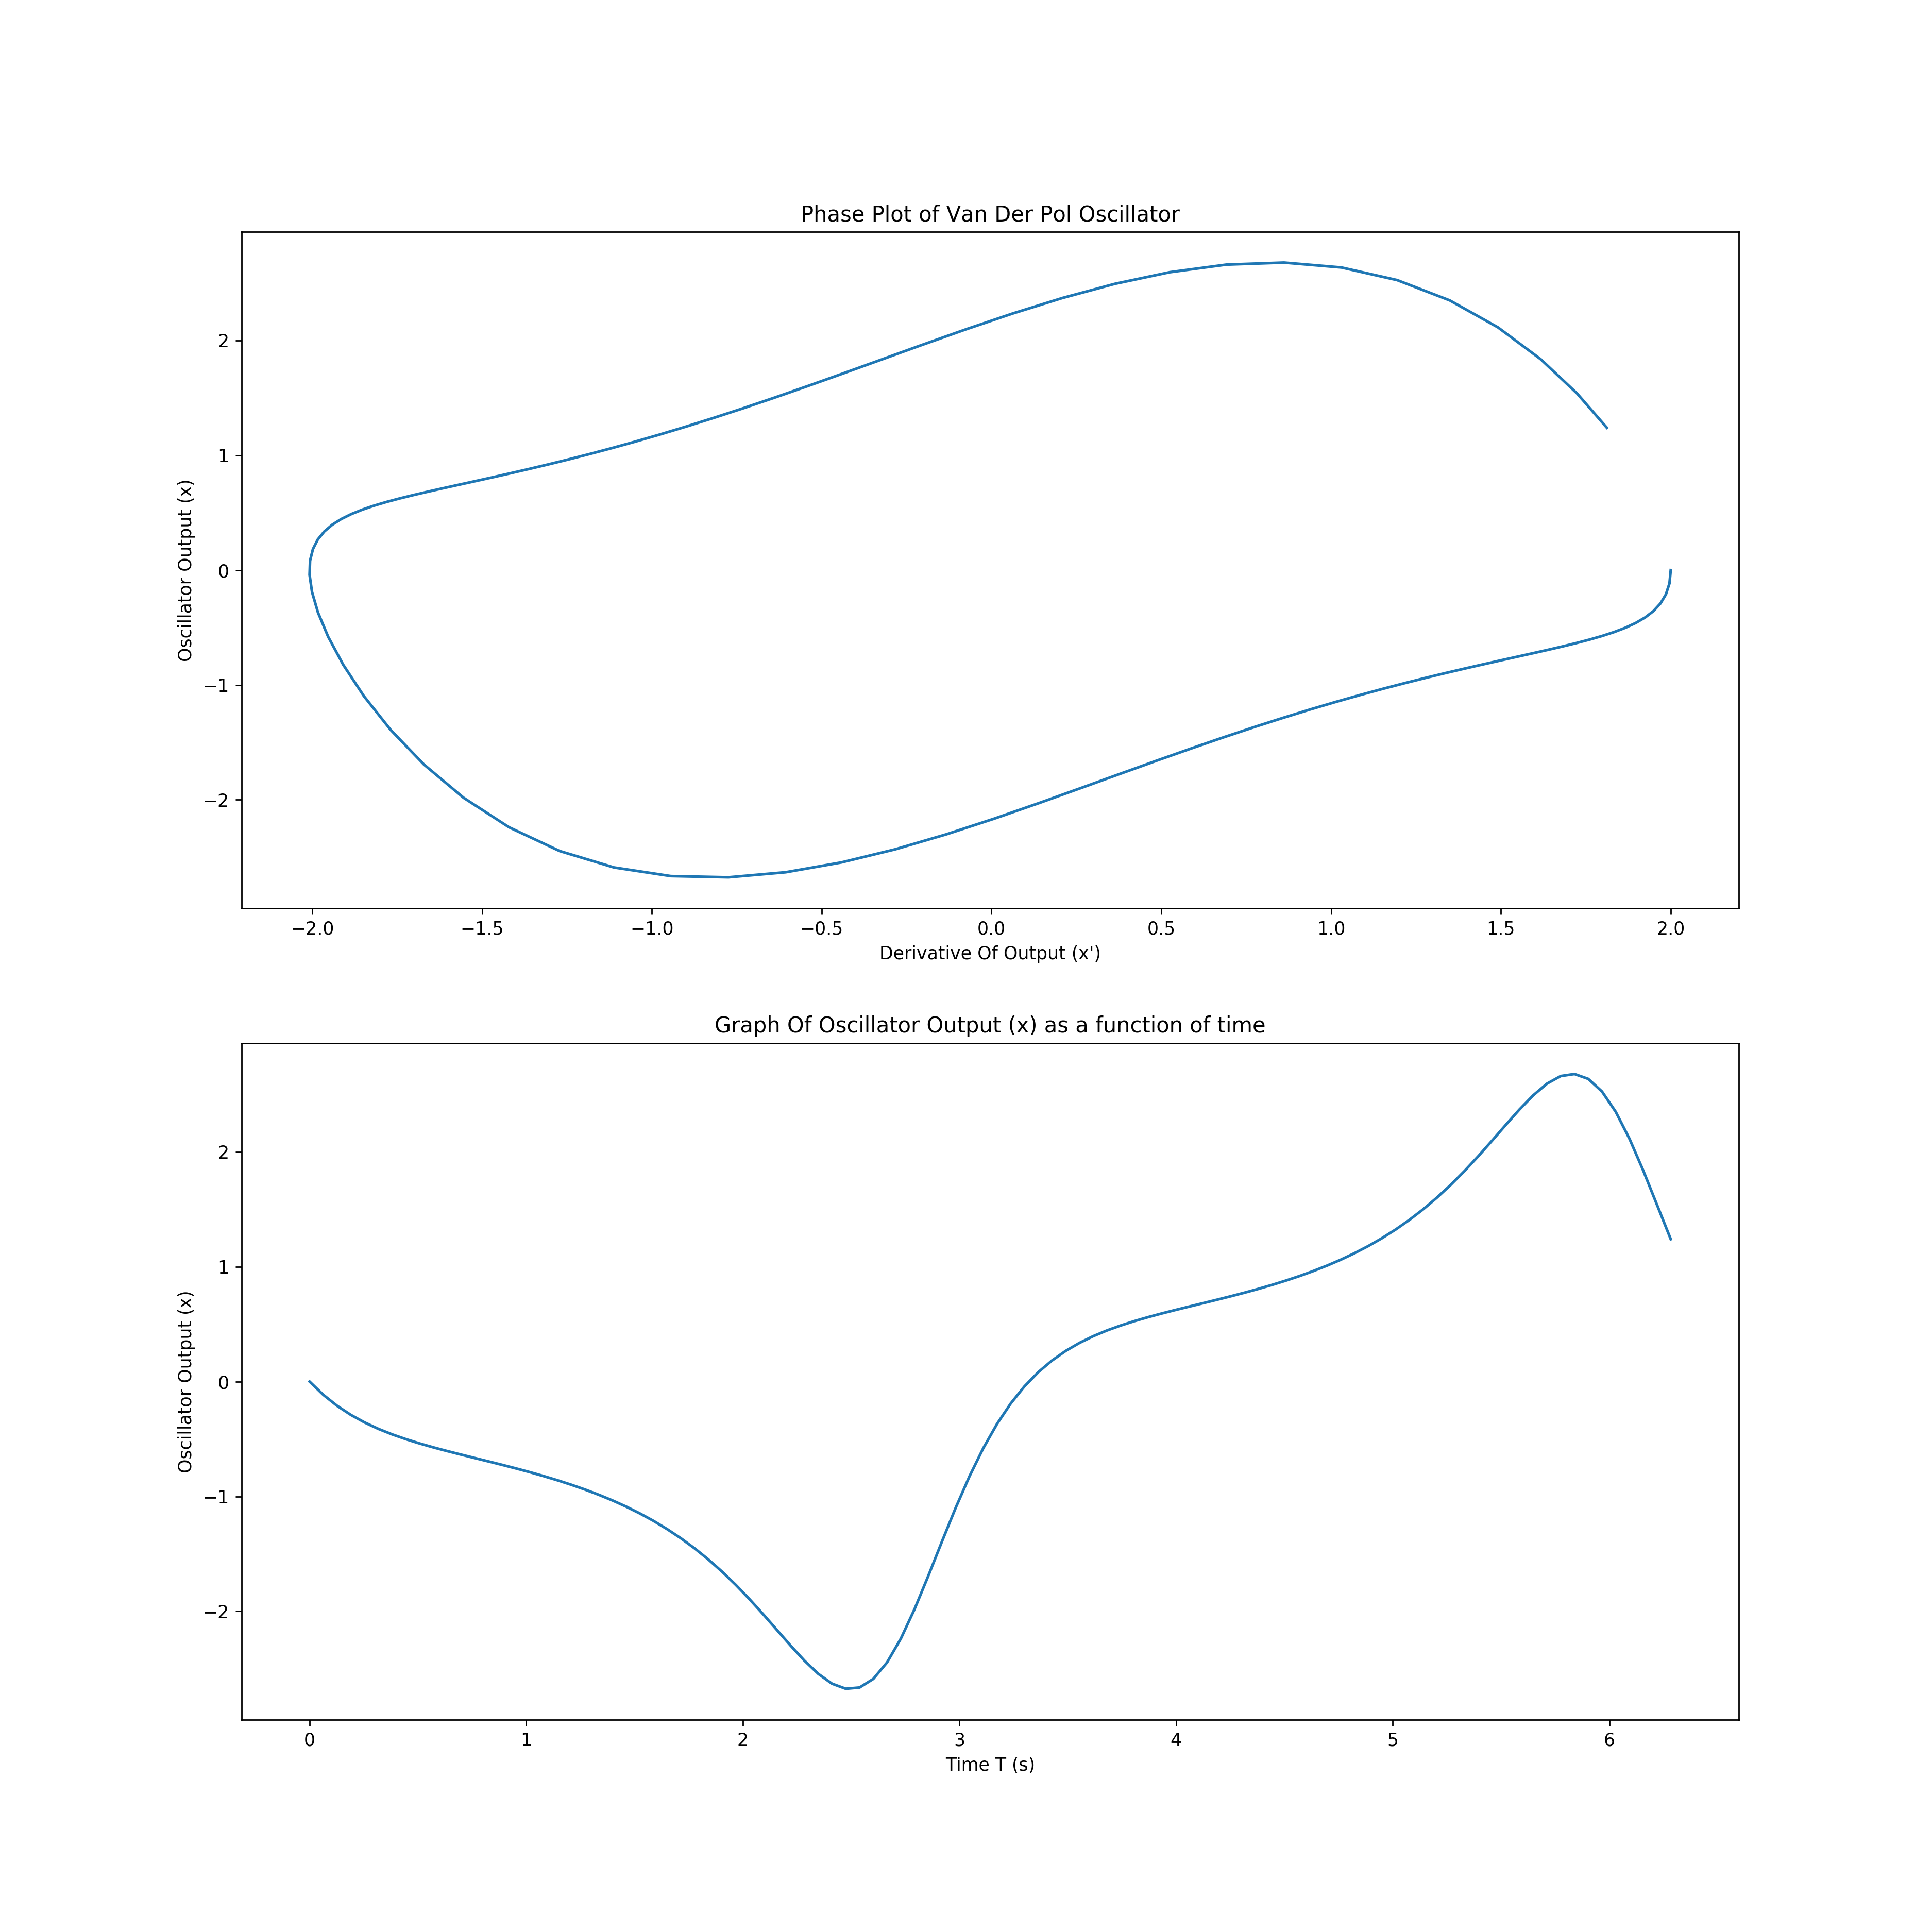 Phase Plot of Van Der Pol Oscillator
Oscillator Output (x)
2
1
0
−1
−2
−2.0 −1.5 −1.0 −0.5 0.0 0.5 1.0 1.5 2.0
Derivative Of Output (x')
Graph Of Oscillator Output (x) as a function of time
Oscillator Output (x)
2
1
0
−1
−2
0 1 2 3 4 5 6
Time T (s)